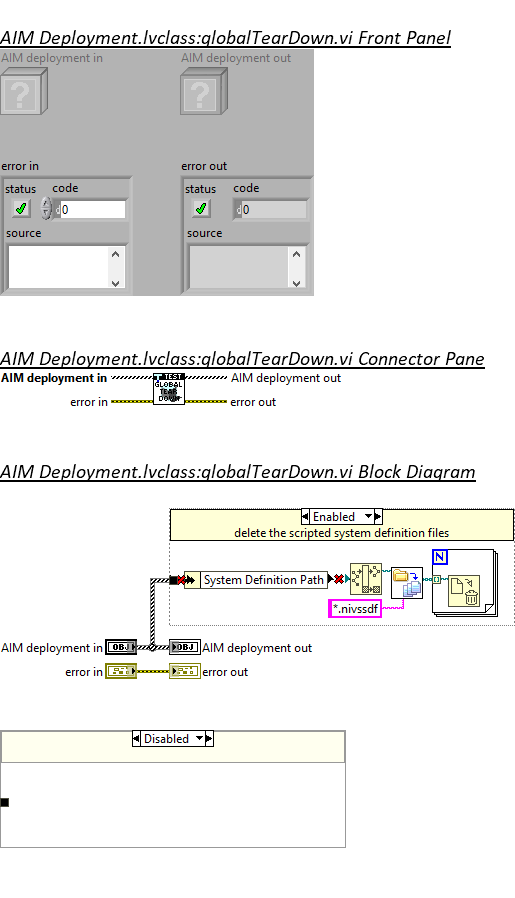 AIM Deployment.lvclass:globalTearDown.vi Front Panel
AIM deployment in
AIM deployment out
?
?
error in
error out
status
code
status
code
d
0
d
0
source
source
AIM Deployment.lvclass:globalTearDown.vi Connector Pane
AIM deployment in
TEST
AIM deployment out
GLOBAL
TEAR
error in
DOWN
error out
AIM Deployment.lvclass:globalTearDown.vi Block Diagram
Enabled
delete the scripted system definition files
N
System Definition Path
*.nivssdf
AIM deployment in
OBJ
OBJ
AIM deployment out
error in
error out
Disabled